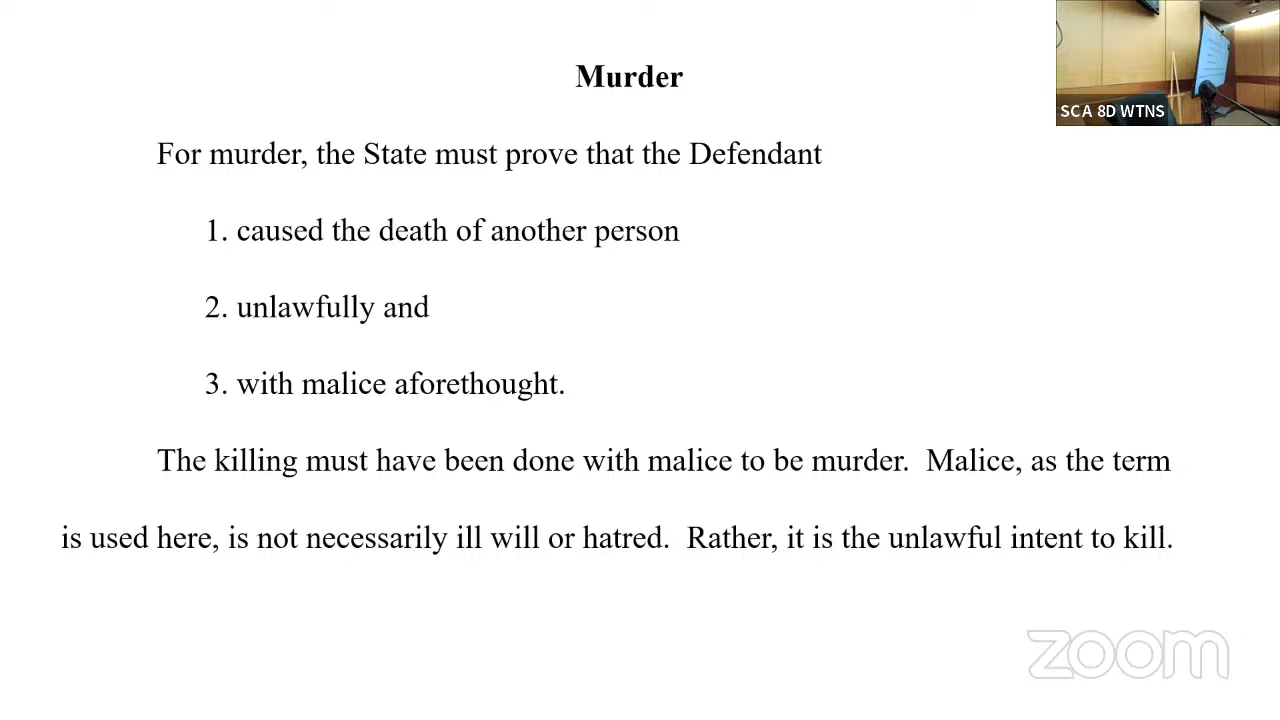 Murder
SCA 8D WTNS
For murder, the State must prove that the Defendant
1. caused the death of another person
2. unlawfully and
3. with malice aforethought.
The killing must have been done with malice to be murder.  Malice, as the term
is used here, is not necessarily ill will or hatred.  Rather, it is the unlawful intent to kill.
zoom